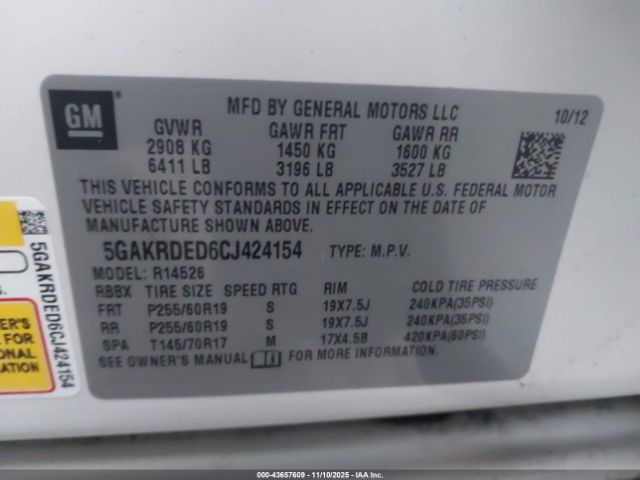 GM
MFD BY GENERAL MOTORS LLC
10/12
GVWR GAWR FRT GAWR RR
2908 KG 1450 KG 1600 KG
6411 LB 3196 LB 3527 LB
THIS VEHICLE CONFORMS TO ALL APPLICABLE U.S. FEDERAL MOTOR
VEHICLE SAFETY STANDARDS IN EFFECT ON THE DATE OF
MANUFACTURE SHOWN ABOVE.
5GAKRDED6CJ424154 TYPE: M.P.V.
MODEL: R14526
RBBX TIRE SIZE SPEED RTG RIM COLD TIRE PRESSURE
FRT P255/60R19 S 19X7.5J 240KPA(35PSI)
RR P255/60R19 S 19X7.5J 240KPA(35PSI)
SPA T145/70R17 M 17X4.5B 420KPA(60PSI)
SEE OWNER'S MANUAL i FOR MORE INFORMATION.
5GAKRDED6CJ424154
OWNER'S
FOR
ONAL
MATION
000-43657609 - 11/10/2025 - IAA Inc.